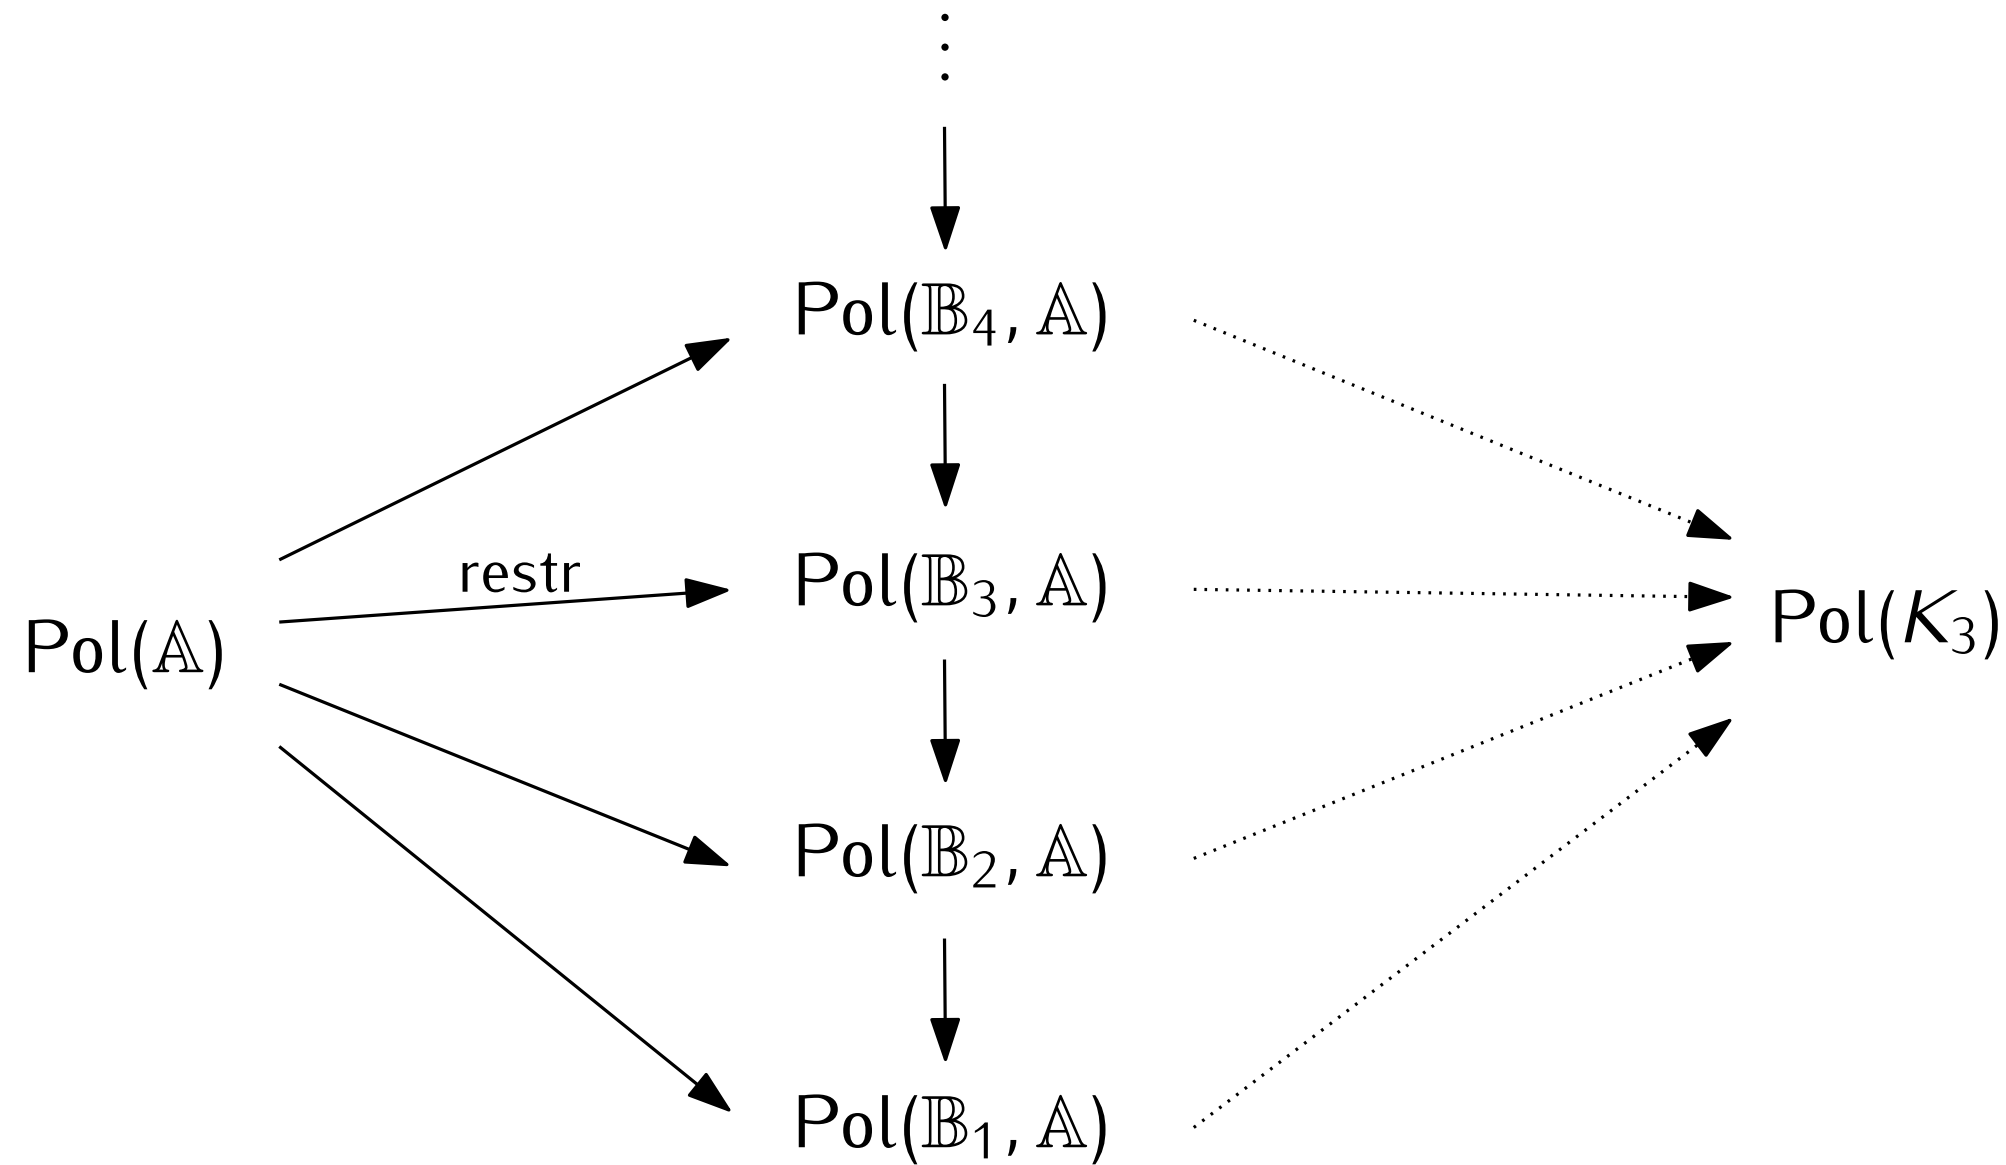 ⋮
Pol(𝔹₄, 𝔸)
restr
Pol(𝔹₃, 𝔸)
Pol(𝔸)
Pol(K₃)
Pol(𝔹₂, 𝔸)
Pol(𝔹₁, 𝔸)